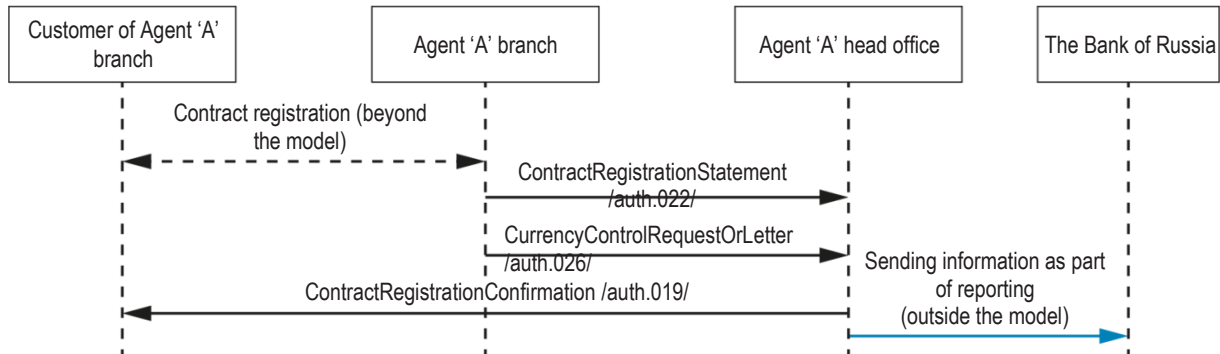 Customer of Agent ‘A’
branch
Agent ‘A’ branch
Agent ‘A’ head office
The Bank of Russia
Contract registration (beyond
the model)
ContractRegistrationStatement
/auth.022/
CurrencyControlRequestOrLetter
/auth.026/
Sending information as part
of reporting
(outside the model)
ContractRegistrationConfirmation /auth.019/